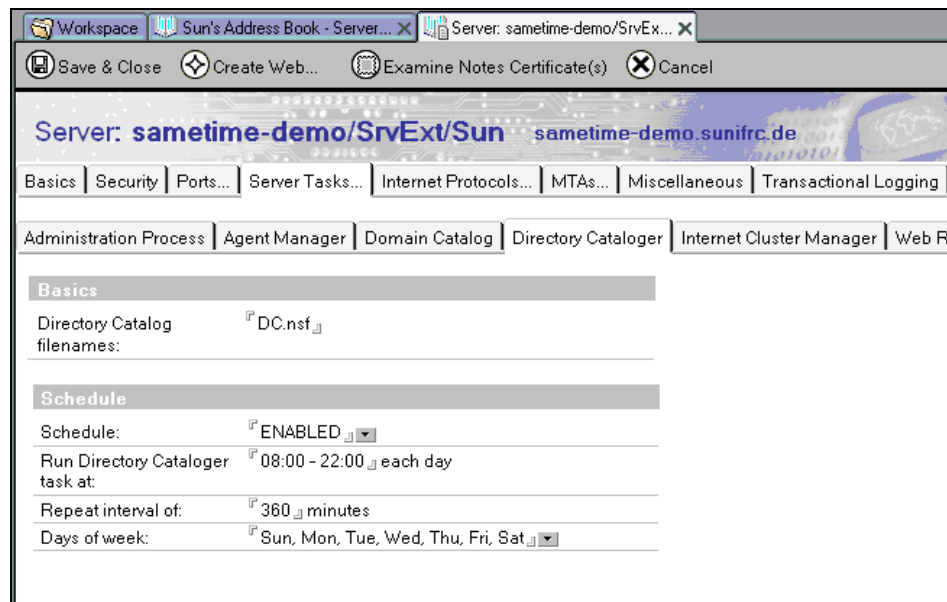 Workspace Sun's Address Book - Server... Server: sametime-demo/SrvEx...
Save & Close Create Web... Examine Notes Certificate(s) Cancel
Server: sametime-demo/SrvExt/Sun sametime-demo.sunifrc.de
Basics Security Ports... Server Tasks... Internet Protocols... MTAs... Miscellaneous Transactional Logging
Administration Process Agent Manager Domain Catalog Directory Cataloger Internet Cluster Manager Web R
Basics
Directory Catalog DC.nsf
filenames:
Schedule
Schedule: ENABLED
Run Directory Cataloger 08:00 - 22:00 each day
task at:
Repeat interval of: 360 minutes
Days of week: Sun, Mon, Tue, Wed, Thu, Fri, Sat